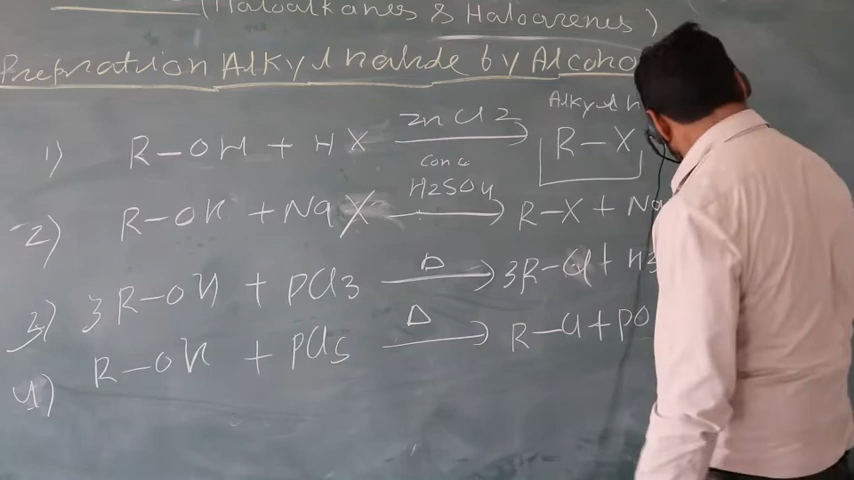 (Haloalkanes & Haloarenes)
Prepration Alkyl halide by Alcoho
Alkyl h
1) R-OH + HX ZnCl2 → R-X
2) R-OH + NaX Conc H2SO4 → R-X + Na
3) 3R-OH + PCl3 Δ → 3R-Cl + H3
4) R-OH + PCl5 Δ → R-Cl + PO